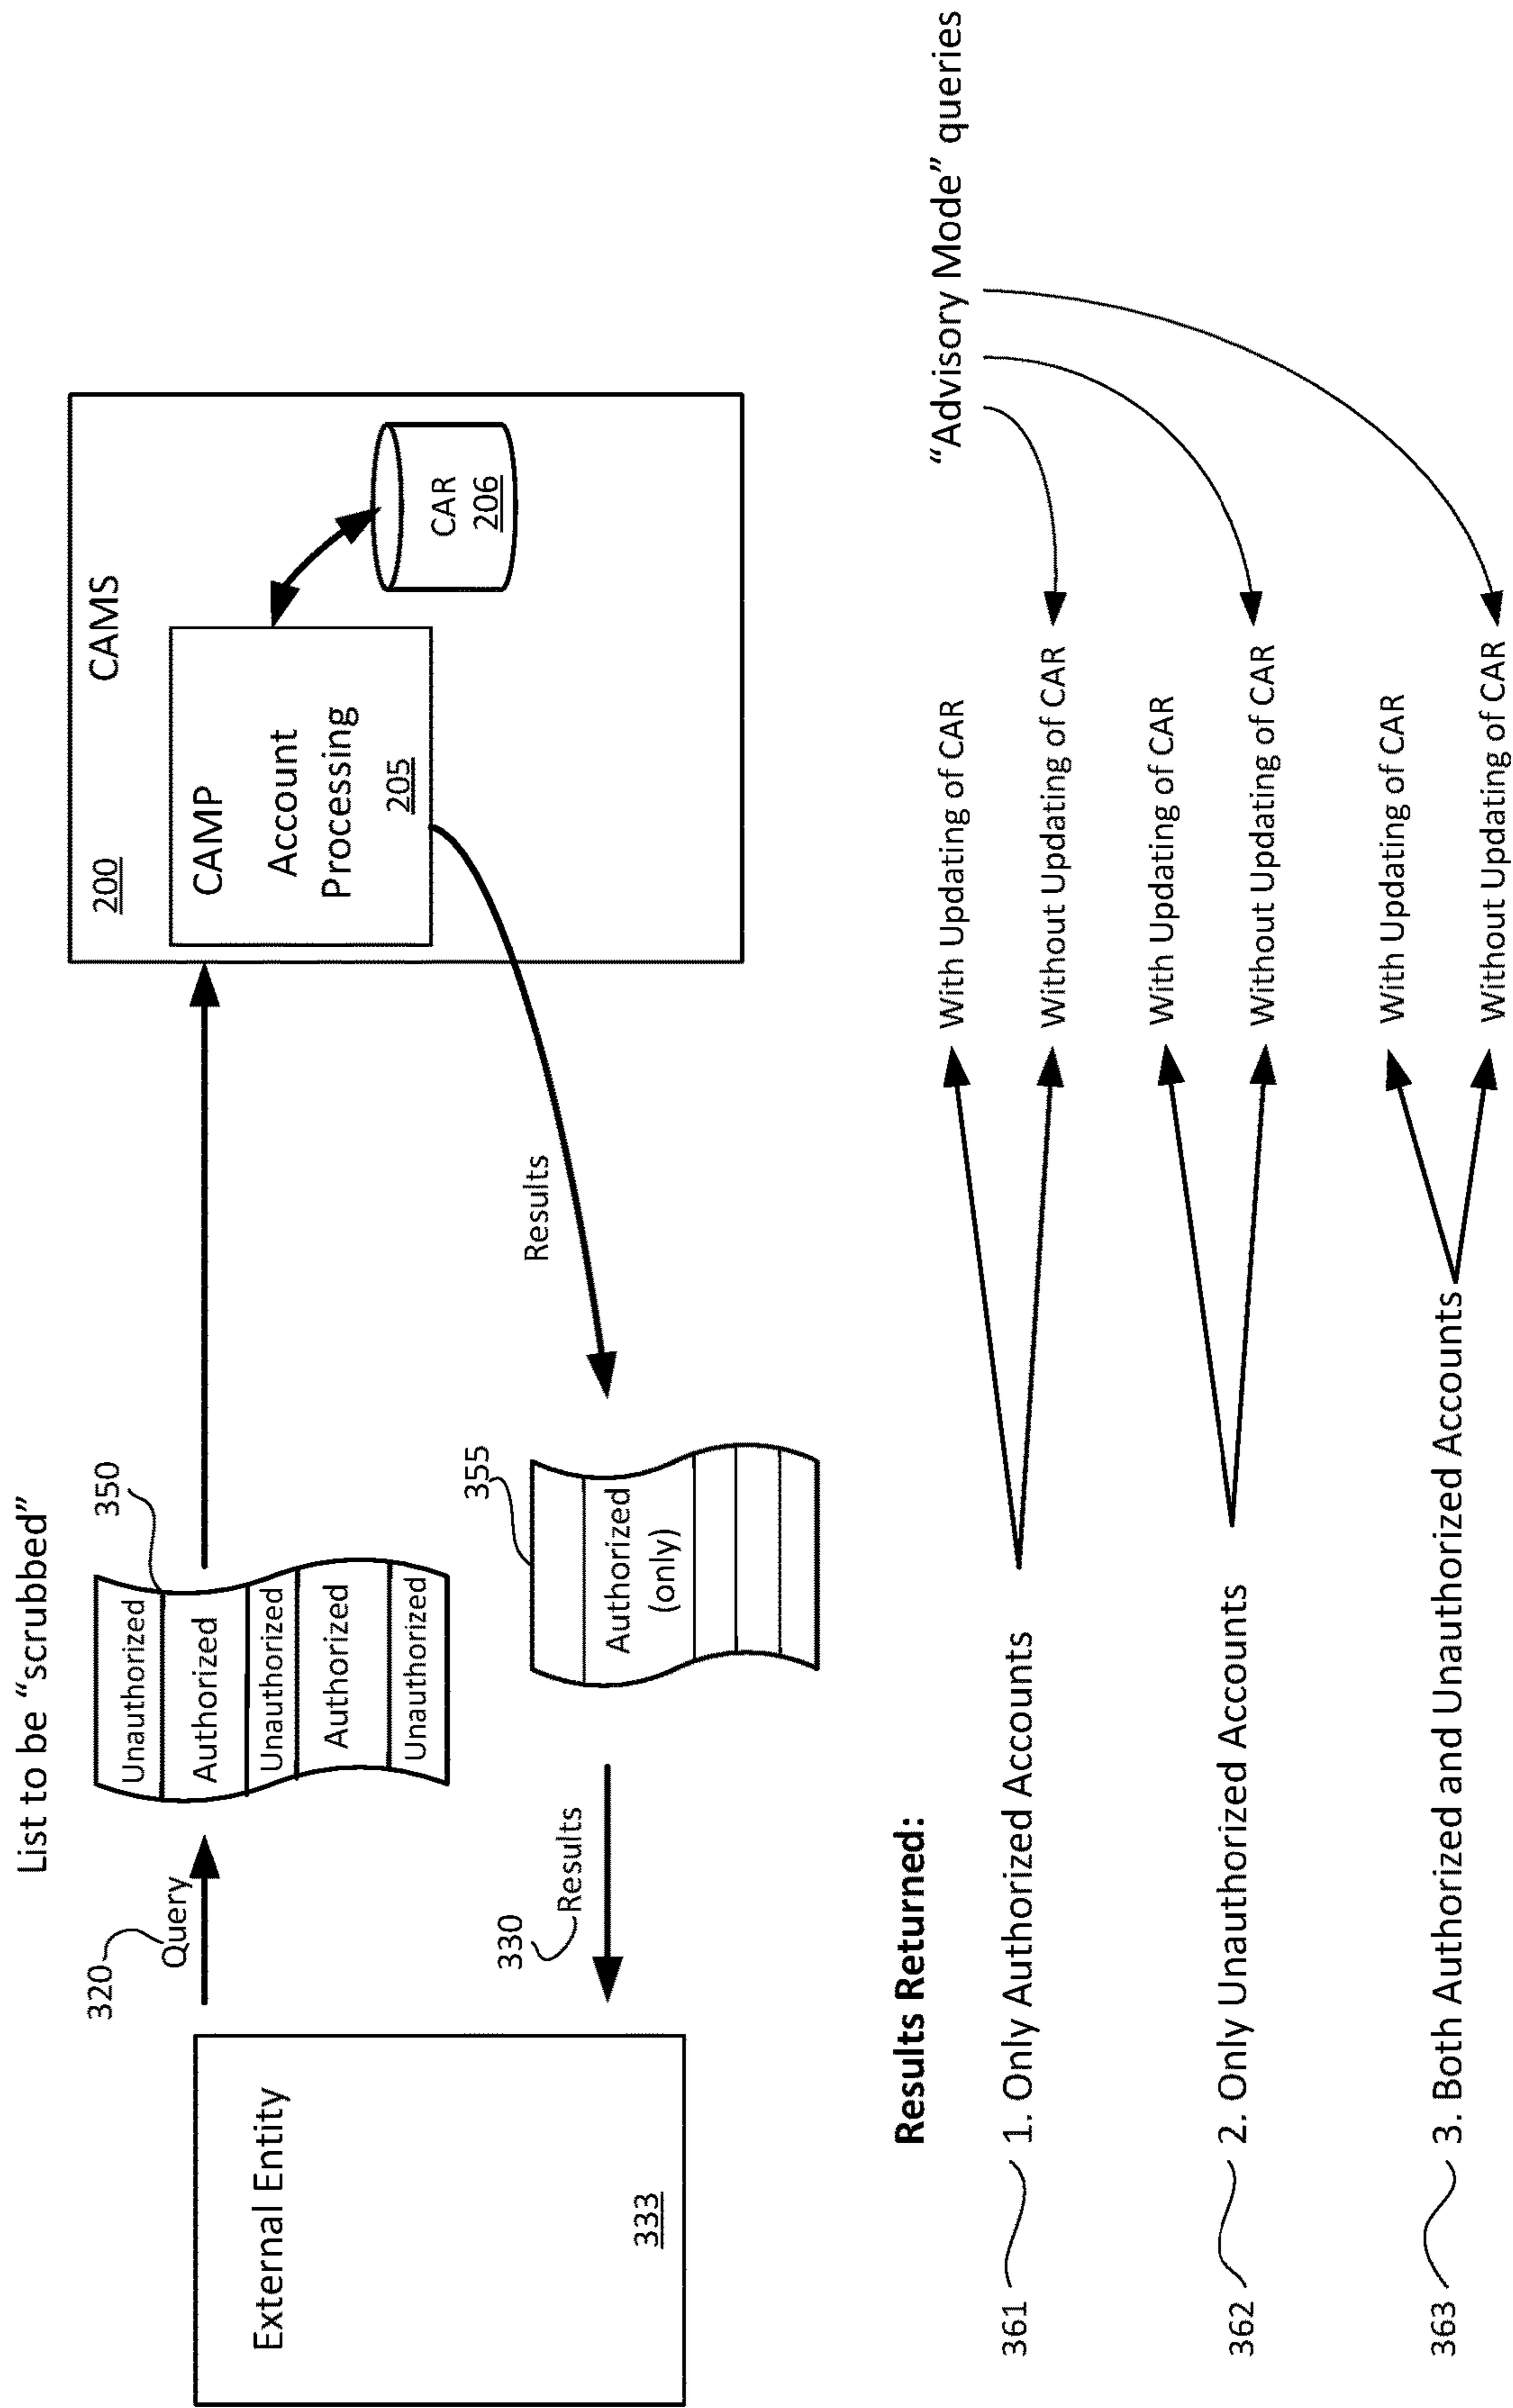 List to be “scrubbed”
320
Query
350
Unauthorized
Authorized
Unauthorized
Authorized
Unauthorized
200
CAMS
CAMP
Account
Processing
205
CAR
206
External Entity
333
330
Results
355
Authorized
(only)
Results
Results Returned:
“Advisory Mode” queries
361
1. Only Authorized Accounts
With Updating of CAR
Without Updating of CAR
362
2. Only Unauthorized Accounts
With Updating of CAR
Without Updating of CAR
363
3. Both Authorized and Unauthorized Accounts
With Updating of CAR
Without Updating of CAR